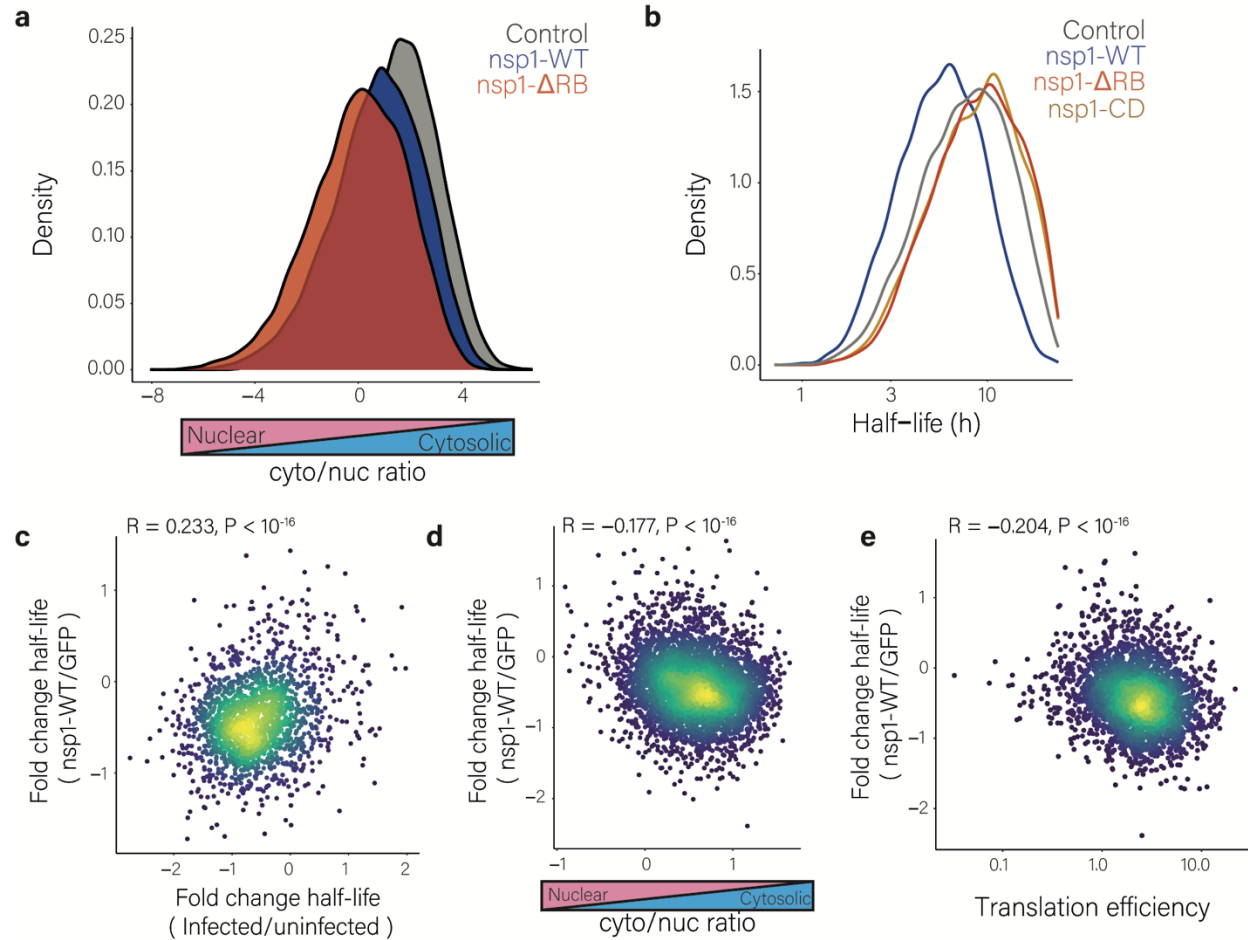 a
Control
nsp1-WT
nsp1-ΔRB
0.25
0.20
0.15
0.10
0.05
0.00
Density
−8
−4
0
4
Nuclear
Cytosolic
cyto/nuc ratio
b
Control
nsp1-WT
nsp1-ΔRB
nsp1-CD
1.5
1.0
0.5
0.0
Density
1
3
10
Half−life (h)
c
R = 0.233, P < 10⁻¹⁶
1
0
−1
Fold change half-life
( nsp1-WT/GFP )
−2
−1
0
1
2
Fold change half-life
( Infected/uninfected )
d
R = −0.177, P < 10⁻¹⁶
1
0
−1
−2
Fold change half-life
( nsp1-WT/GFP )
−1
0
1
Nuclear
Cytosolic
cyto/nuc ratio
e
R = −0.204, P < 10⁻¹⁶
1
0
−1
−2
Fold change half-life
( nsp1-WT/GFP )
0.1
1.0
10.0
Translation efficiency